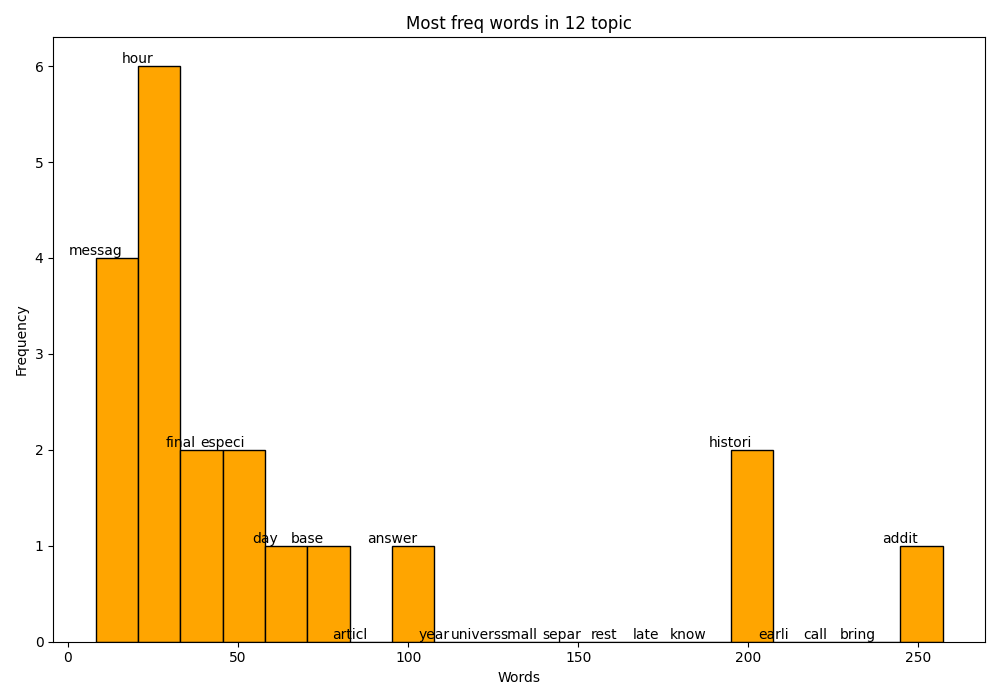 Most freq words in 12 topic
hour
messag
final especi
histori
day base
answer
addit
articl year univers small separ rest late know earli call bring
Frequency
0 1 2 3 4 5 6
0 50 100 150 200 250
Words